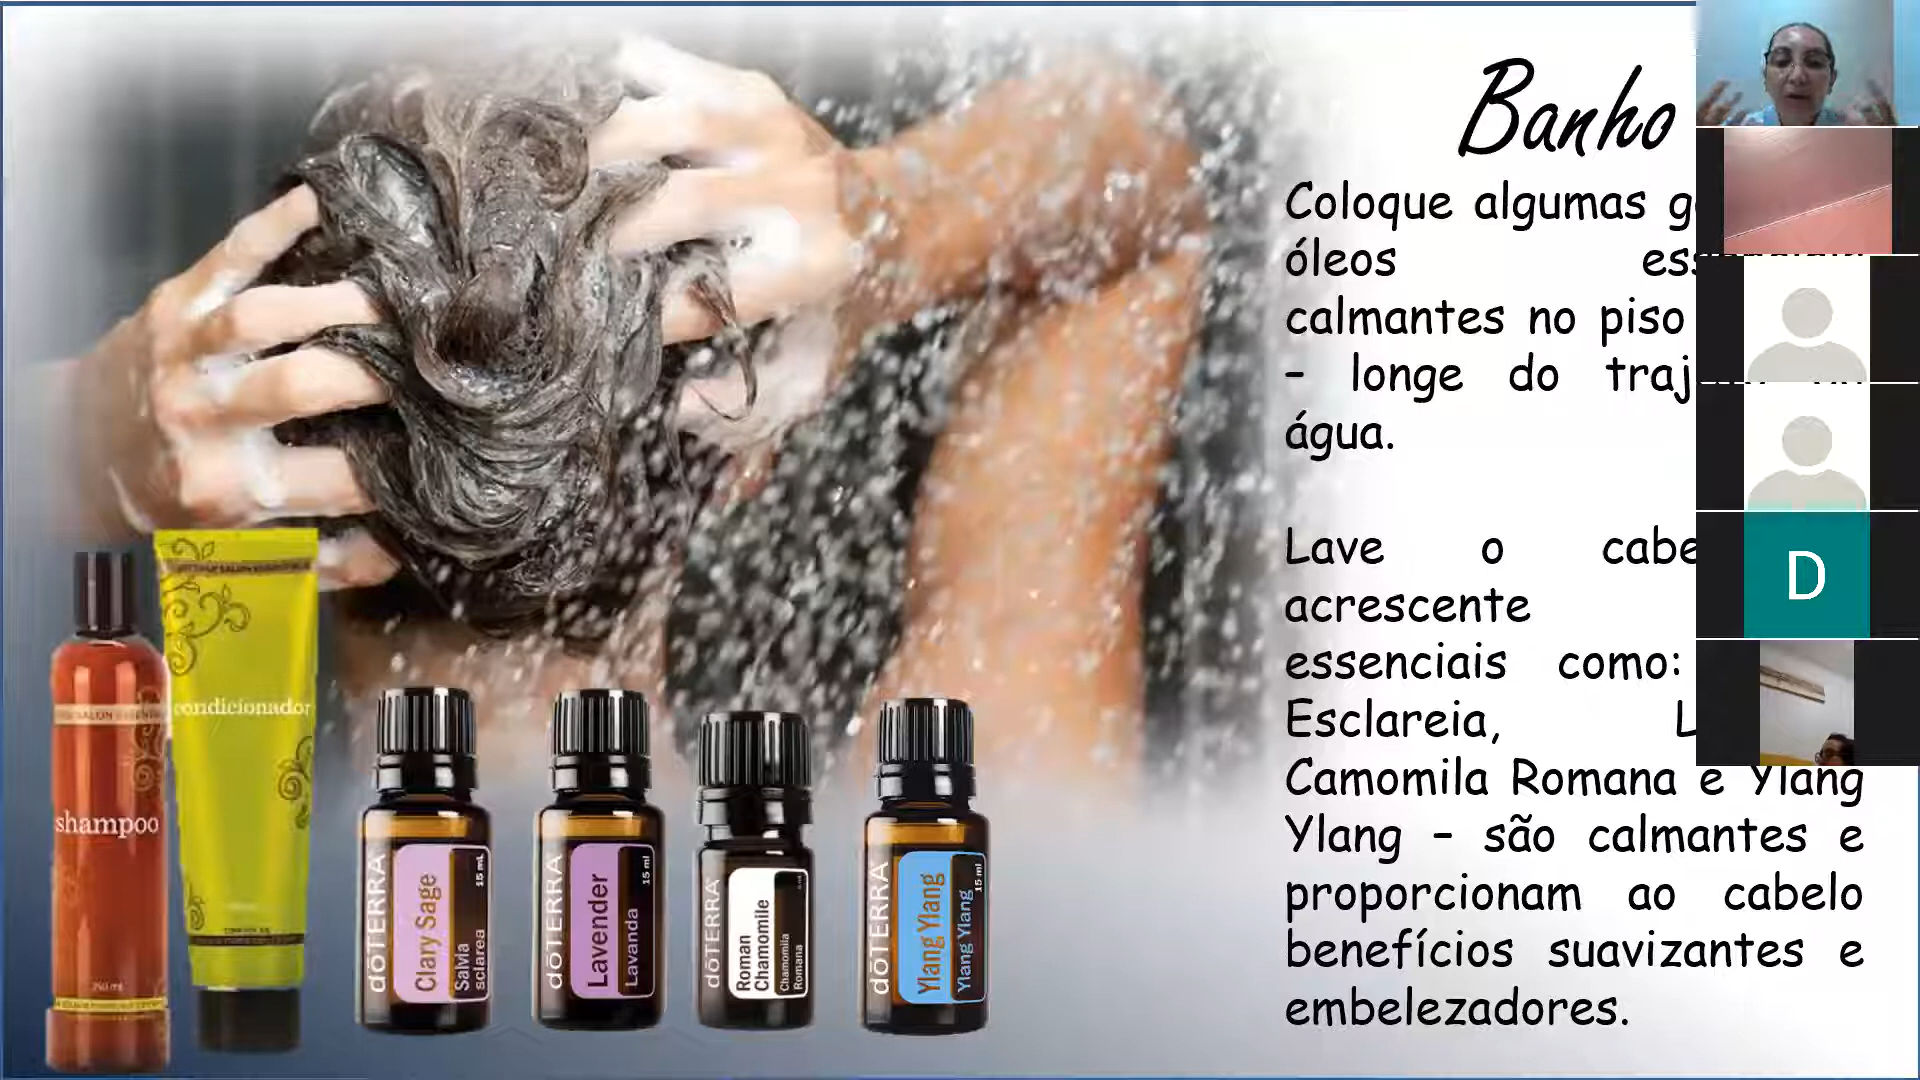 Banho
Coloque algumas
óleos
calmantes no piso
– longe do
água.
Lave o
acrescente
essenciais como:
Esclareia,
Camomila Romana e Ylang
Ylang – são calmantes e
proporcionam ao cabelo
benefícios suavizantes e
embelezadores.
D
shampoo
250 mL
condicionador
dōTERRA
Clary Sage
Salvia
sclarea
15 mL
dōTERRA
Lavender
Lavanda
15 ml
dōTERRA
Roman
Chamomile
Chamomila
Romana
dōTERRA
Ylang Ylang
Ylang Ylang
15 ml